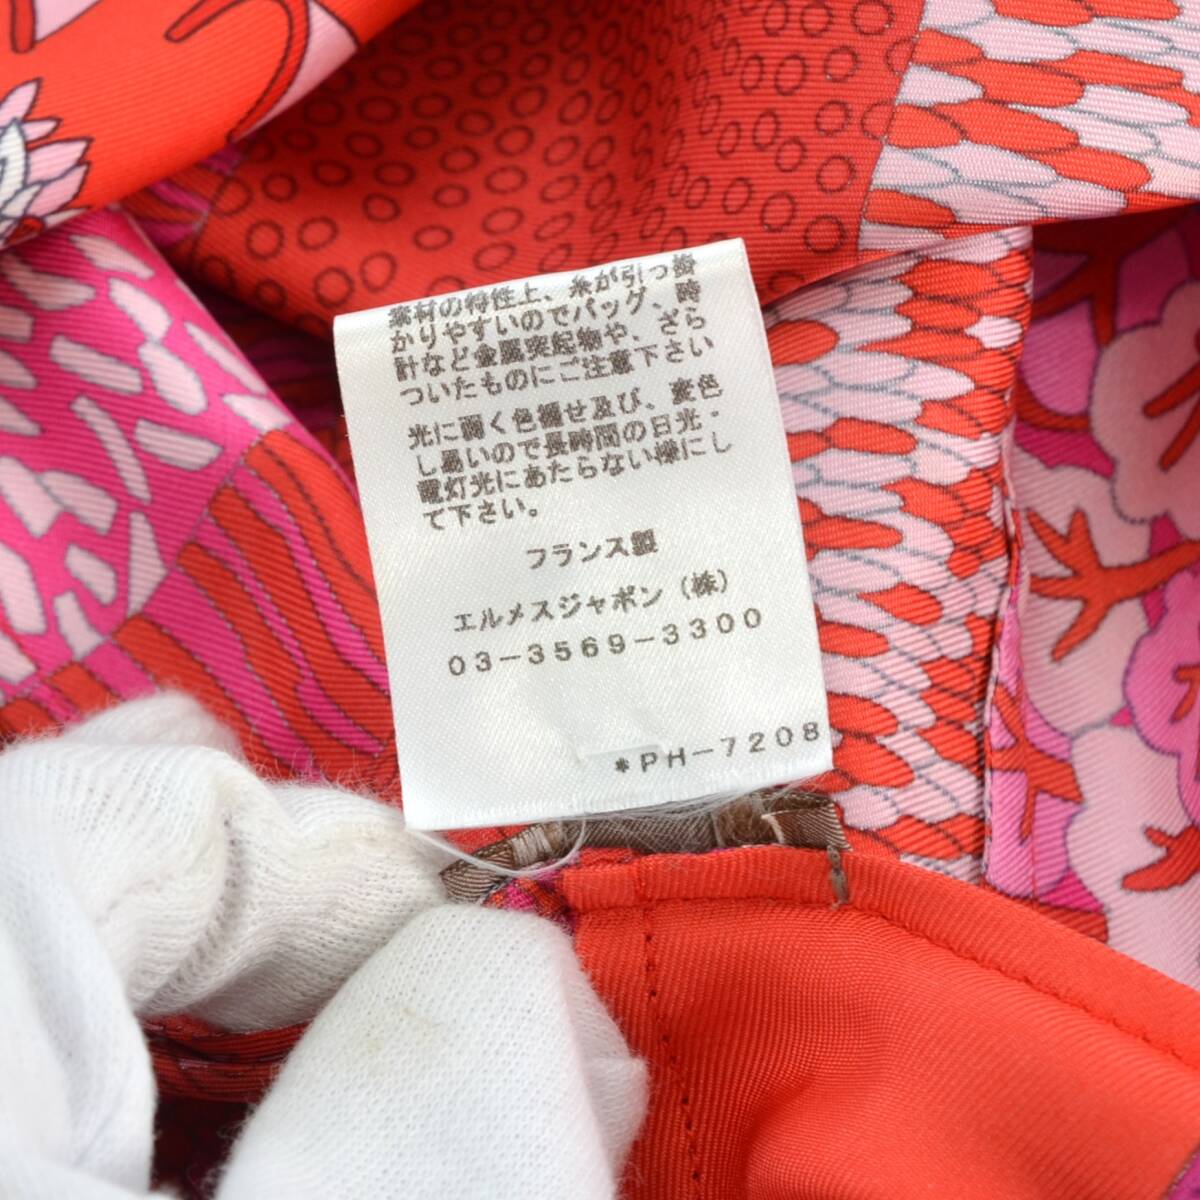 素材の特性上、糸が引っ掛
かりやすいのでバッグ、時
計など金属突起物や、ざら
ついたものにご注意下さい
光に弱く色褪せ及び、変色
し易いので長時間の日光・
電灯光にあたらない様にし
て下さい。
フランス製
エルメスジャポン（株）
03-3569-3300
*PH-7208